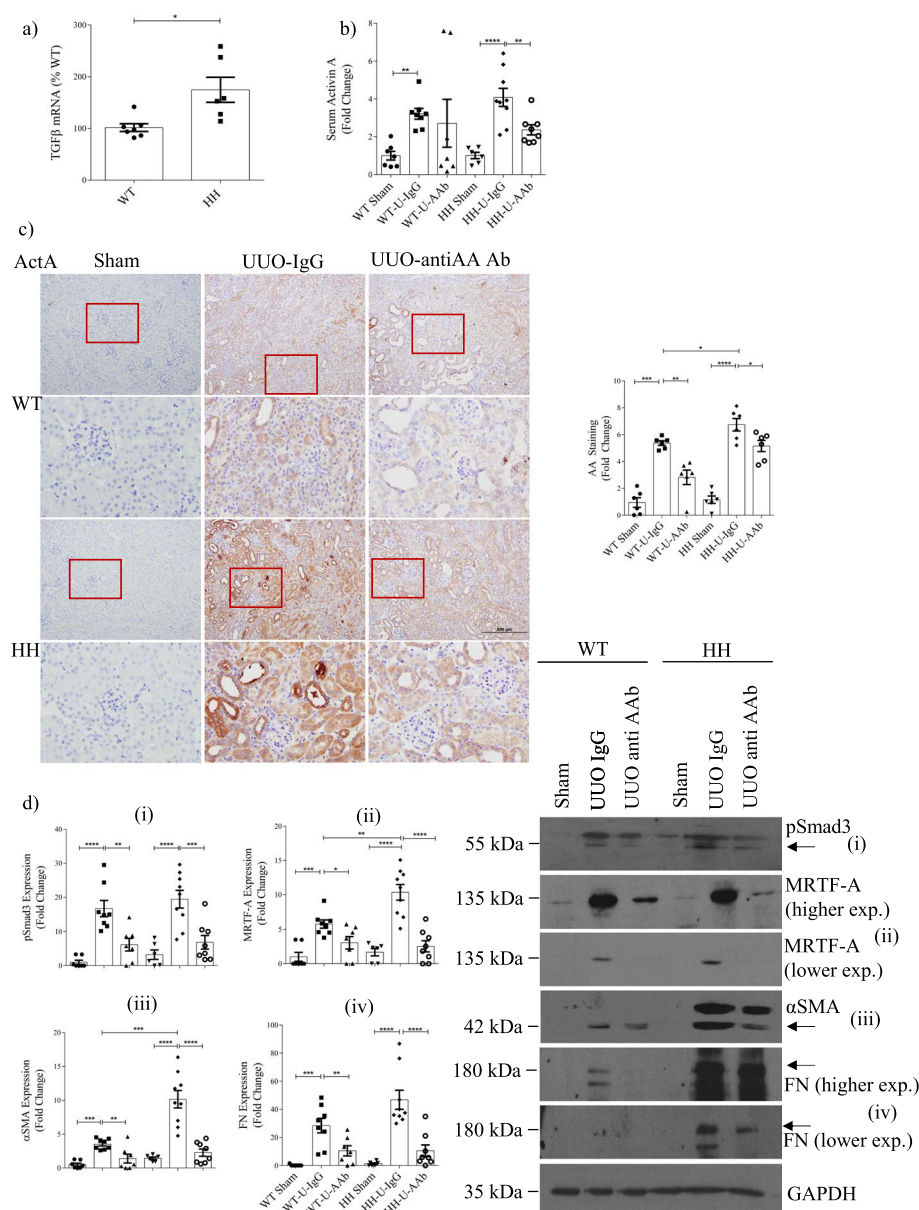 a)
*
TGFβ mRNA (% WT)
300
200
100
0
WT
HH
b)
**
****
**
Serum Activin A
(Fold Change)
8
6
4
2
0
WT Sham
WT-U-IgG
WT-U-AAb
HH Sham
HH-U-IgG
HH-U-AAb
c)
ActA
Sham
UUO-IgG
UUO-antiAA Ab
WT
HH
*
***
**
****
*
AA Staining
(Fold Change)
10
8
6
4
2
0
WT Sham
WT-U-IgG
WT-U-AAb
HH Sham
HH-U-IgG
HH-U-AAb
d)
(i)
****
**
****
***
pSmad3 Expression
(Fold Change)
40
30
20
10
0
(ii)
**
***
*
****
****
MRTF-A Expression
(Fold Change)
20
15
10
5
0
(iii)
***
***
**
****
****
αSMA Expression
(Fold Change)
20
15
10
5
0
(iv)
***
**
****
****
FN Expression
(Fold Change)
100
80
60
40
20
0
WT Sham
WT-U-IgG
WT-U-AAb
HH Sham
HH-U-IgG
HH-U-AAb
WT
HH
Sham
UUO IgG
UUO anti AAb
Sham
UUO IgG
UUO anti AAb
55 kDa
pSmad3
(i)
135 kDa
MRTF-A
(higher exp.)
(ii)
135 kDa
MRTF-A
(lower exp.)
42 kDa
αSMA
(iii)
180 kDa
FN (higher exp.)
(iv)
180 kDa
FN (lower exp.)
35 kDa
GAPDH